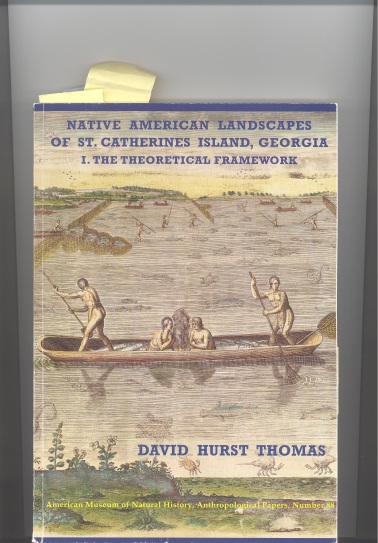 NATIVE AMERICAN LANDSCAPES
OF ST. CATHERINES ISLAND, GEORGIA
I. THE THEORETICAL FRAMEWORK
DAVID HURST THOMAS
American Museum of Natural History, Anthropological Papers, Number 88